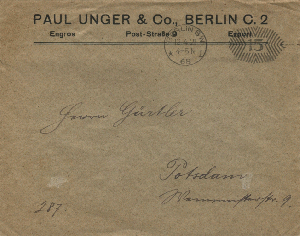 PAUL UNGER & Co., BERLIN C. 2
Engros Post-Straße 9 Export
15
Herrn Gürtler
Potsdam
287.